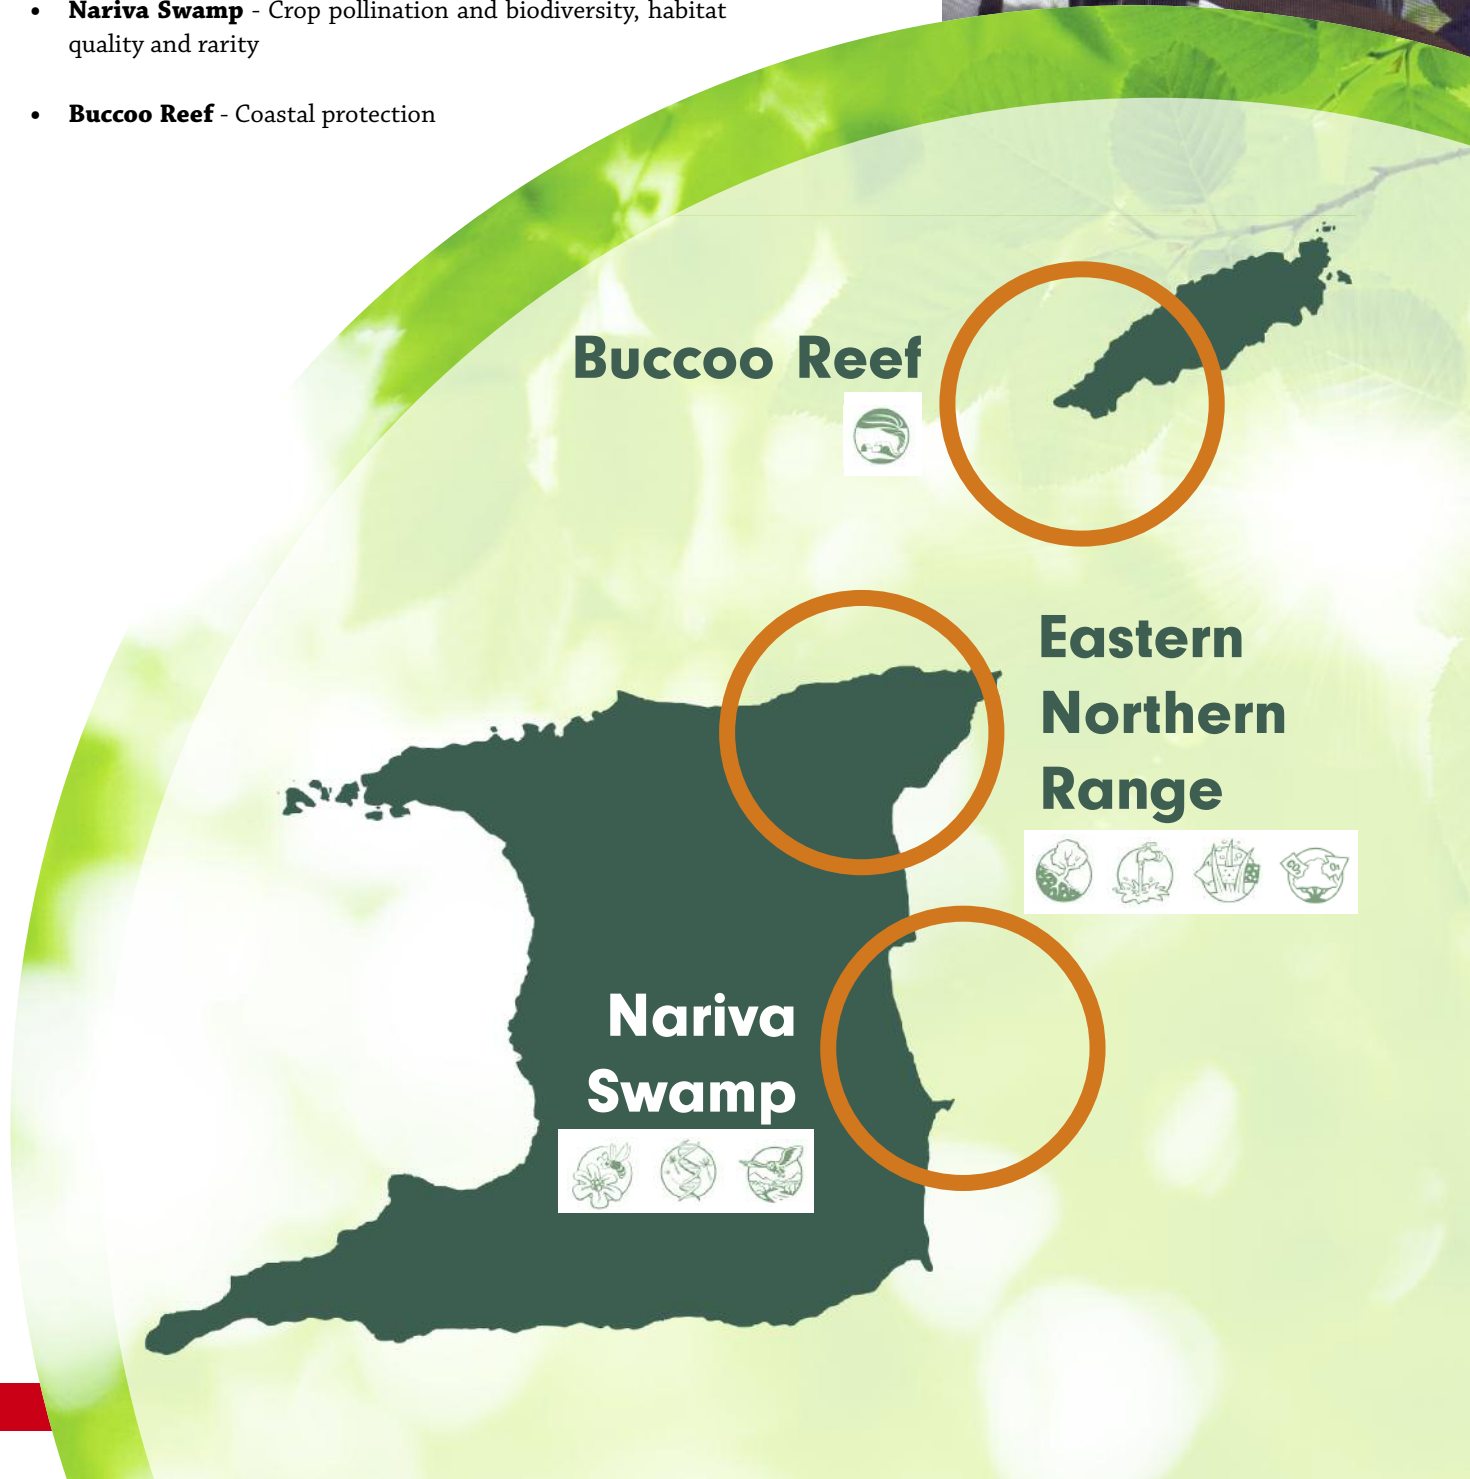 • Nariva Swamp - Crop pollination and biodiversity, habitat
quality and rarity
• Buccoo Reef - Coastal protection
Buccoo Reef
Eastern
Northern
Range
Nariva
Swamp